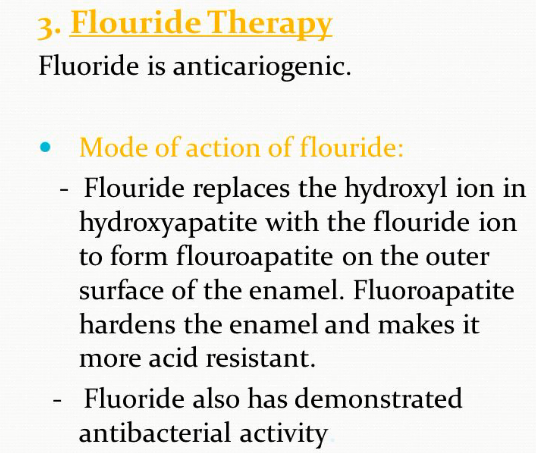 3. Flouride Therapy
Fluoride is anticariogenic.
• Mode of action of flouride:
- Flouride replaces the hydroxyl ion in
hydroxyapatite with the flouride ion
to form flouroapatite on the outer
surface of the enamel. Fluoroapatite
hardens the enamel and makes it
more acid resistant.
- Fluoride also has demonstrated
antibacterial activity.